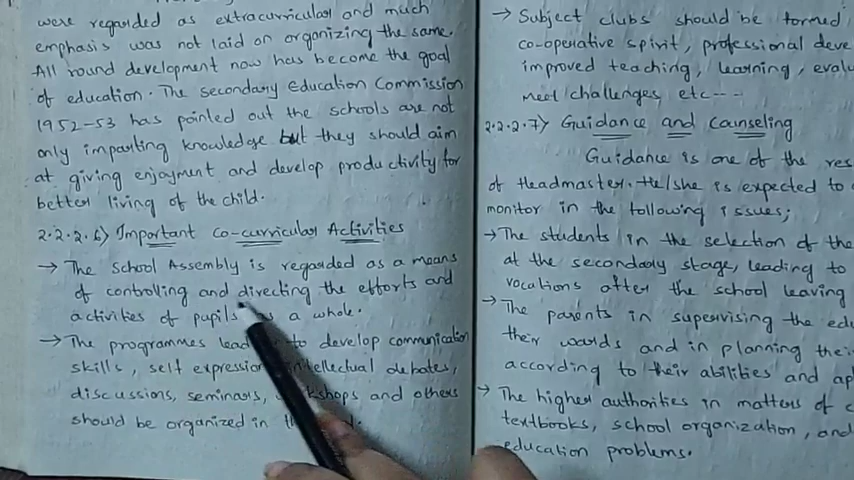 were regarded as extracurricular and much
emphasis was not laid on organizing the same.
All round development now has become the goal
of education. The secondary Education Commission
1952-53 has pointed out the schools are not
only imparting knowledge but they should aim
at giving enjoyment and develop productivity for
better living of the child.
2.2.2.6) Important Co-curricular Activities
→ The School Assembly is regarded as a means
of controlling and directing the efforts and
activities of pupils as a whole.
→ The programmes to develop communication
skills, self expression, intellectual debates,
discussions, seminars, workshops and others
should be organized in
→ Subject clubs should be formed
co-operative spirit, professional
improved teaching, learning,
meet challenges, etc---
2.2.2.7) Guidance and Counseling
Guidance is one of the
of Headmaster. He/she is expected to
monitor in the following issues;
→ The students in the selection of the
at the secondary stage, leading to
vocations after the school leaving
→ The parents in supervising the
their wards and in planning
according to their abilities and
→ The higher authorities in matters of
textbooks, school organization, and
education problems.